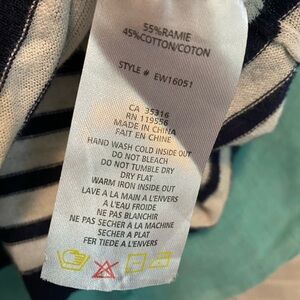 55%RAMIE
45%COTTON/COTON
STYLE # EW16051
CA 35316
RN 119556
MADE IN CHINA
FAIT EN CHINE
HAND WASH COLD INSIDE OUT
DO NOT BLEACH
DO NOT TUMBLE DRY
DRY FLAT
WARM IRON INSIDE OUT
LAVE A LA MAIN A L'ENVERS
A L'EAU FROIDE
NE PAS BLANCHIR
NE PAS SECHER A LA MACHINE
SECHER A PLAT
FER TIEDE A L'ENVERS